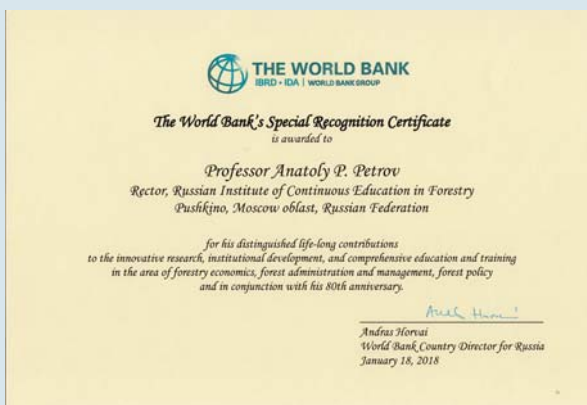 THE WORLD BANK
IBRD • IDA | WORLD BANK GROUP
The World Bank's Special Recognition Certificate
is awarded to
Professor Anatoly P. Petrov
Rector, Russian Institute of Continuous Education in Forestry
Pushkino, Moscow oblast, Russian Federation
for his distinguished life-long contributions
to the innovative research, institutional development, and comprehensive education and training
in the area of forestry economics, forest administration and management, forest policy
and in conjunction with his 80th anniversary.
Andras Horvai
World Bank Country Director for Russia
January 18, 2018